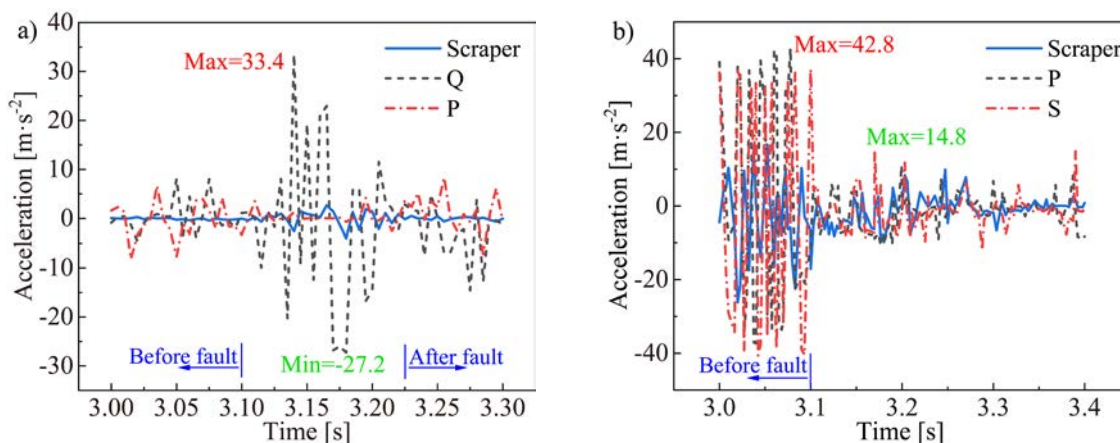 a)
40
30
20
10
0
-10
-20
-30
Acceleration [m·s⁻²]
Max=33.4
Scraper
Q
P
Before fault
Min=-27.2
After fault
3.00 3.05 3.10 3.15 3.20 3.25 3.30
Time [s]
b)
40
20
0
-20
-40
Acceleration [m·s⁻²]
Max=42.8
Scraper
P
S
Max=14.8
Before fault
3.0 3.1 3.2 3.3 3.4
Time [s]